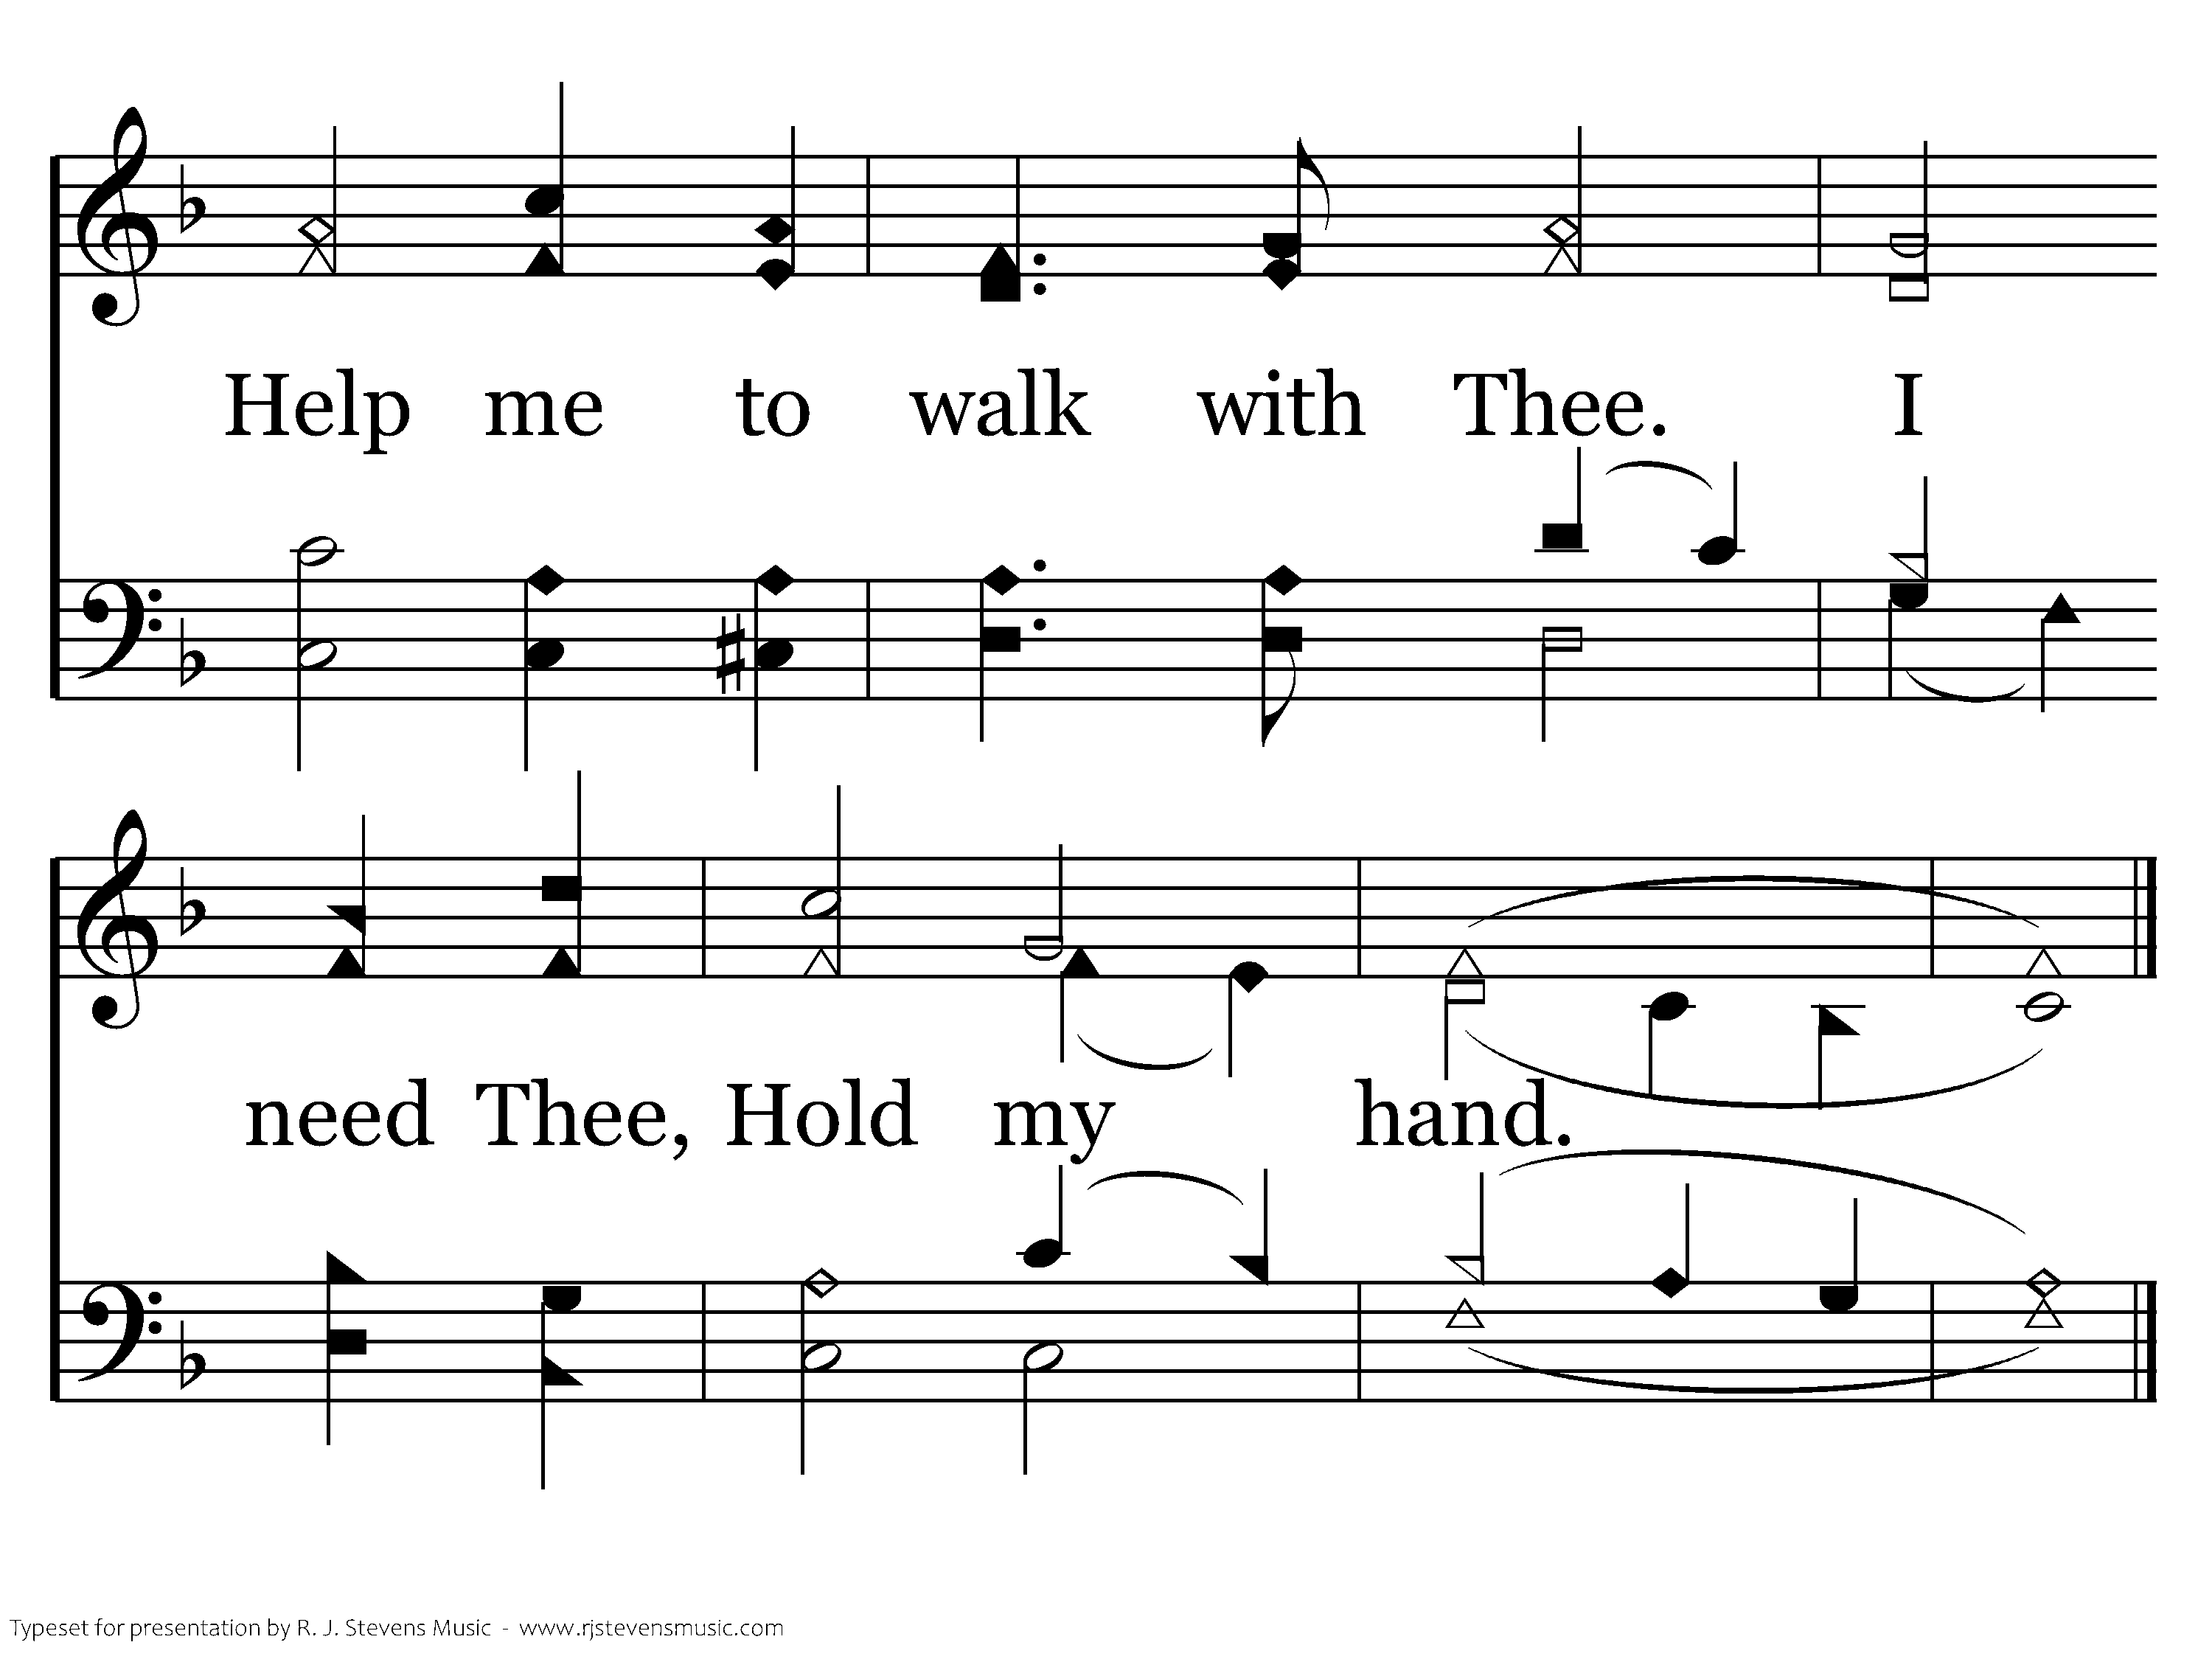 Help me to walk with Thee. I
need Thee, Hold my hand.
Typeset for presentation by R. J. Stevens Music - www.rjstevensmusic.com